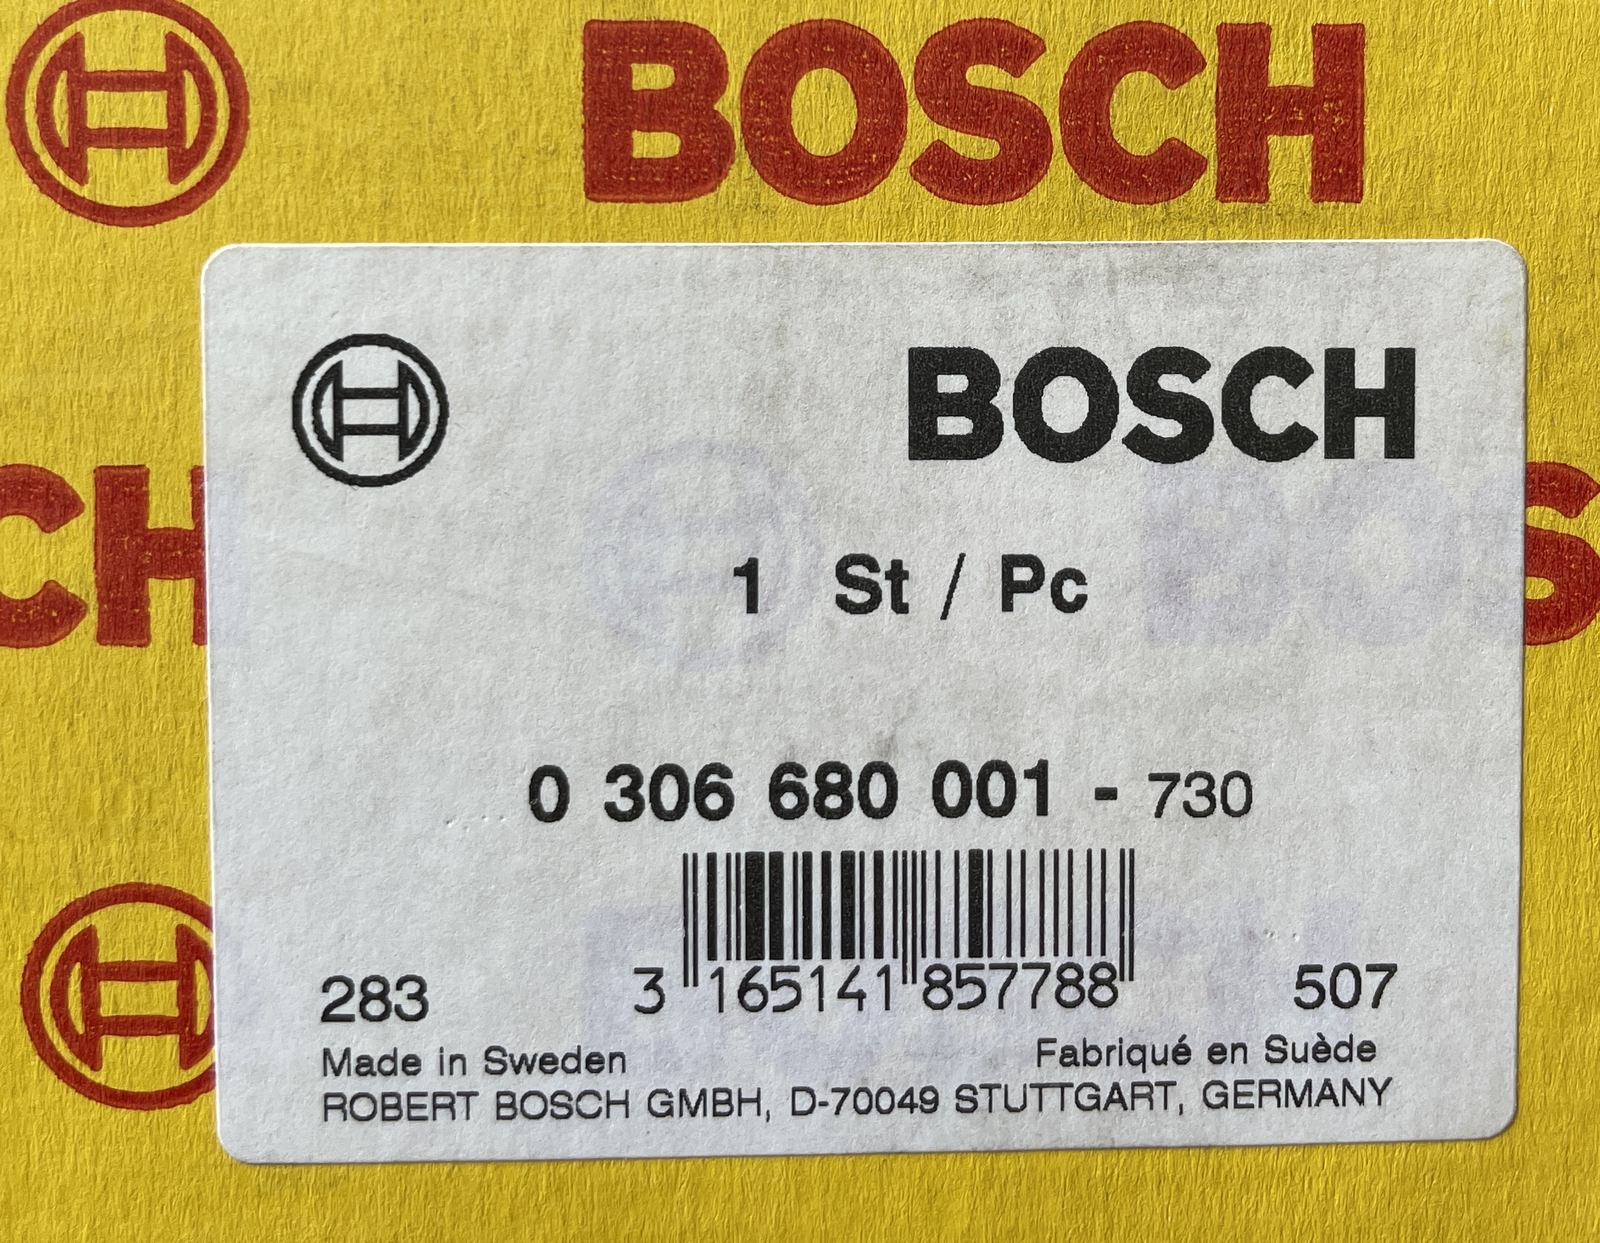 BOSCH
BOSCH
CH
S
1 St / Pc
0 306 680 001 - 730
283
3 165141 857788
507
Made in Sweden
Fabriqué en Suède
ROBERT BOSCH GMBH, D-70049 STUTTGART, GERMANY